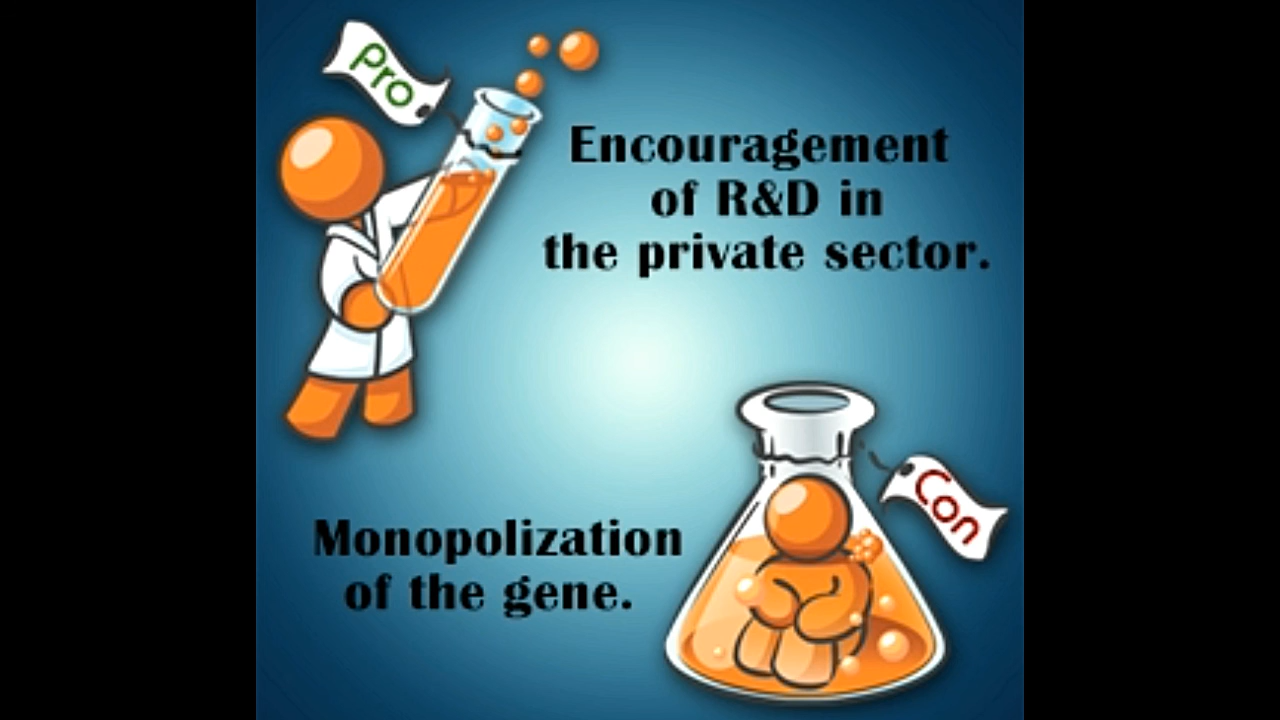 Pro
Encouragement
of R&D in
the private sector.
Con
Monopolization
of the gene.